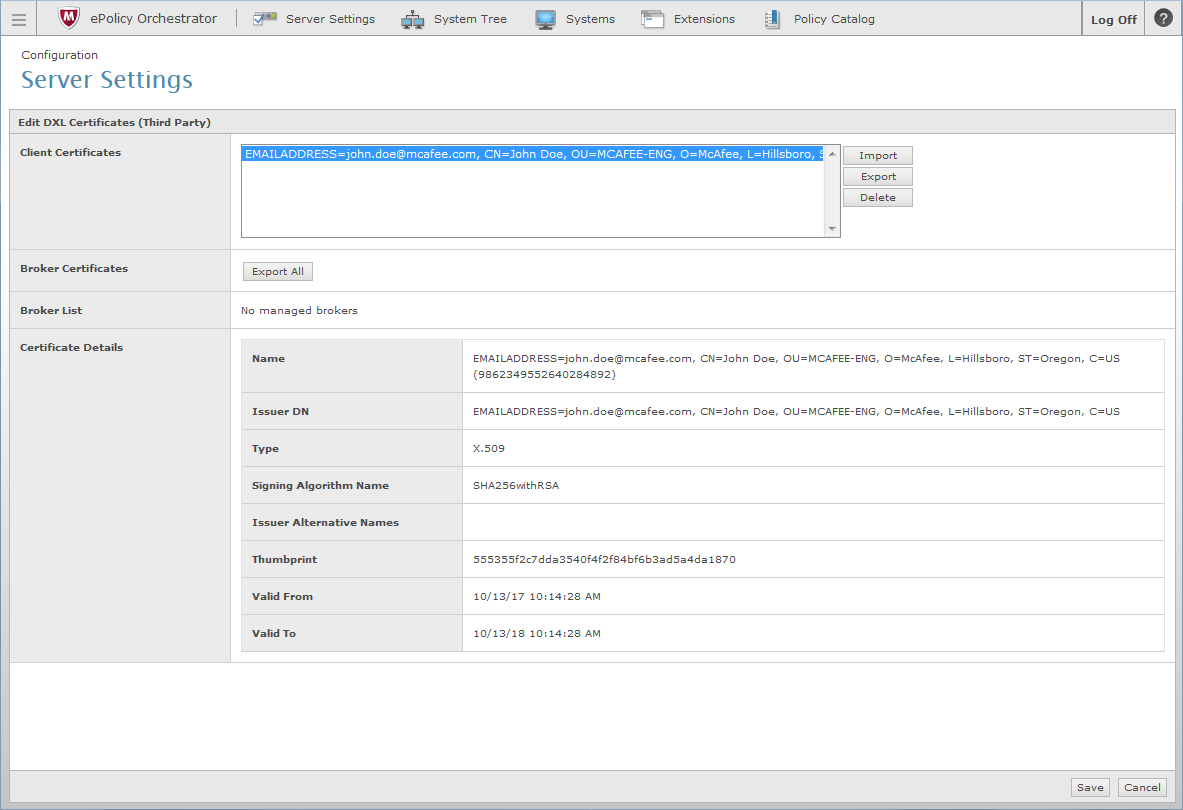 ePolicy Orchestrator Server Settings System Tree Systems Extensions Policy Catalog Log Off ?
Configuration
Server Settings
Edit DXL Certificates (Third Party)
Client Certificates
EMAILADDRESS=john.doe@mcafee.com, CN=John Doe, OU=MCAFEE-ENG, O=McAfee, L=Hillsboro, S
Import
Export
Delete
Broker Certificates
Export All
Broker List
No managed brokers
Certificate Details
Name
EMAILADDRESS=john.doe@mcafee.com, CN=John Doe, OU=MCAFEE-ENG, O=McAfee, L=Hillsboro, ST=Oregon, C=US
(9862349552640284892)
Issuer DN
EMAILADDRESS=john.doe@mcafee.com, CN=John Doe, OU=MCAFEE-ENG, O=McAfee, L=Hillsboro, ST=Oregon, C=US
Type
X.509
Signing Algorithm Name
SHA256withRSA
Issuer Alternative Names
Thumbprint
555355f2c7dda3540f4f2f84bf6b3ad5a4da1870
Valid From
10/13/17 10:14:28 AM
Valid To
10/13/18 10:14:28 AM
Save
Cancel